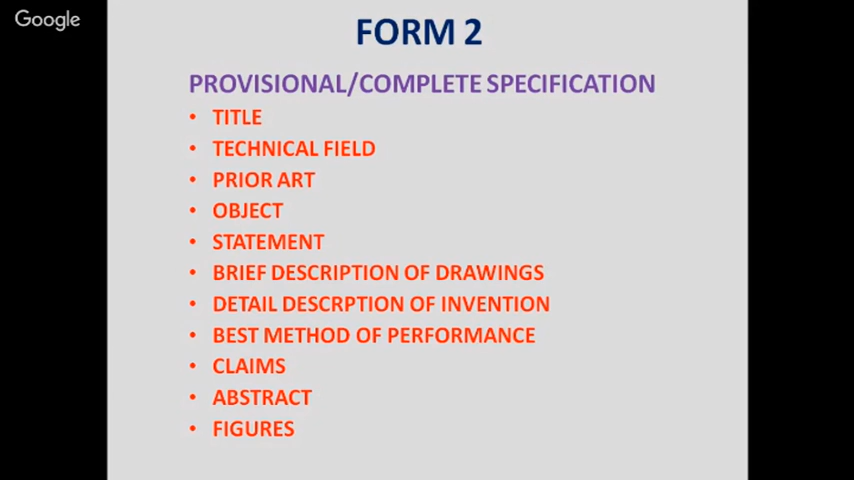 Google
FORM 2
PROVISIONAL/COMPLETE SPECIFICATION
• TITLE
• TECHNICAL FIELD
• PRIOR ART
• OBJECT
• STATEMENT
• BRIEF DESCRIPTION OF DRAWINGS
• DETAIL DESCRPTION OF INVENTION
• BEST METHOD OF PERFORMANCE
• CLAIMS
• ABSTRACT
• FIGURES